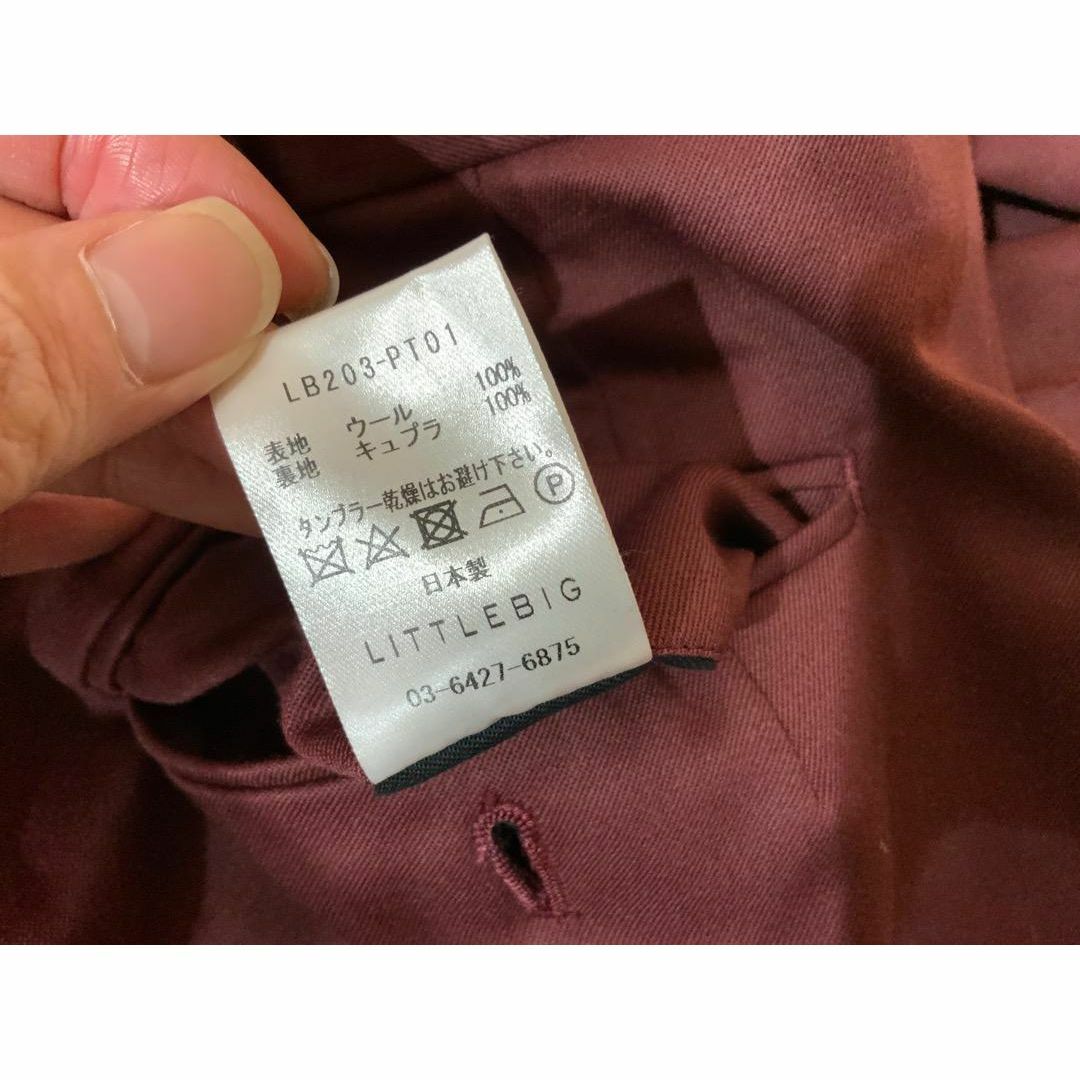 LB203-PT01
表地 ウール 100%
裏地 キュプラ 100%
タンブラー乾燥はお避け下さい。
P
日本製
LITTLEBIG
03-6427-6875